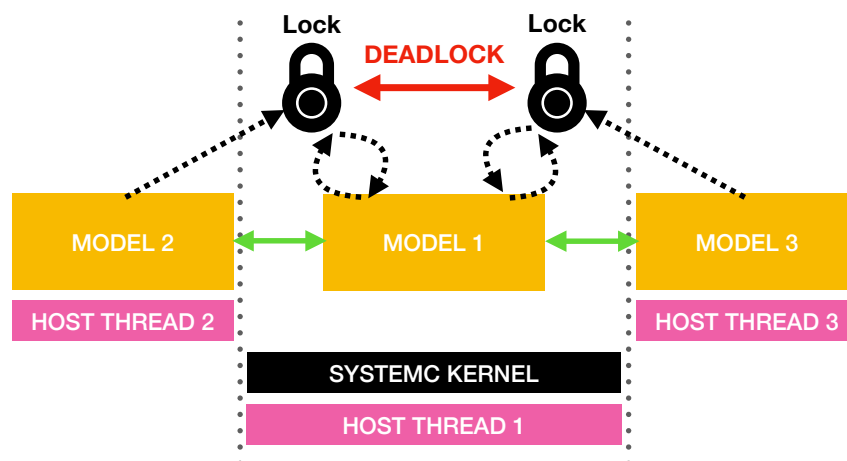 Lock
Lock
DEADLOCK
MODEL 2
MODEL 1
MODEL 3
HOST THREAD 2
HOST THREAD 3
SYSTEMC KERNEL
HOST THREAD 1